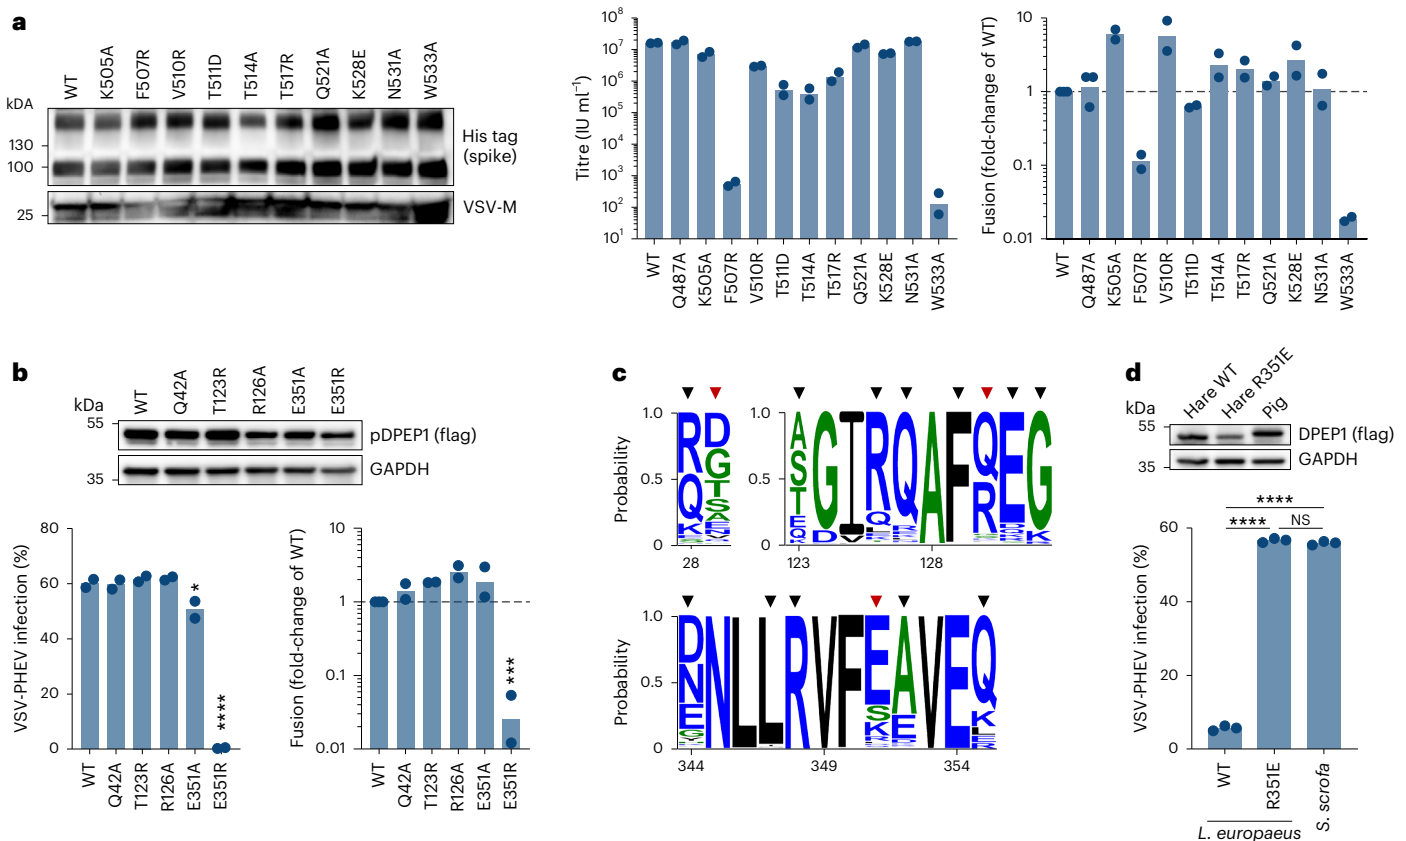 a
kDA
WT K505A F507R V510R T511D T514A T517R Q521A K528E N531A W533A
130
100
25
His tag
(spike)
VSV-M
Titre (IU ml⁻¹)
10⁸
10⁷
10⁶
10⁵
10⁴
10³
10²
10¹
WT Q487A K505A F507R V510R T511D T514A T517R Q521A K528E N531A W533A
Fusion (fold-change of WT)
10
1
0.1
0.01
WT Q487A K505A F507R V510R T511D T514A T517R Q521A K528E N531A W533A
b
kDa
WT Q42A T123R R126A E351A E351R
55
35
pDPEP1 (flag)
GAPDH
VSV-PHEV infection (%)
80
60
40
20
0
*
****
WT Q42A T123R R126A E351A E351R
Fusion (fold-change of WT)
10
1
0.1
0.01
***
WT Q42A T123R R126A E351A E351R
c
Probability
1.0
0.5
0
R D
Q G
K T
S
A
E
N
28
1.0
0.5
0
A G I R Q A F Q E G
S D V Q R K
T
E
Q
123 128
Probability
1.0
0.5
0
D N L L R V F E A V E Q
N S E K
E K L
G
344 349 354
d
kDa
Hare WT Hare R351E Pig
55
35
DPEP1 (flag)
GAPDH
VSV-PHEV infection (%)
60
40
20
0
****
**** NS
WT R351E S. scrofa
L. europaeus